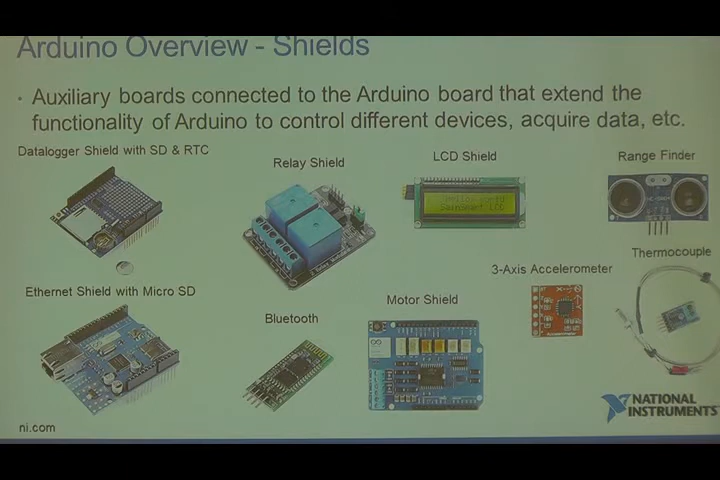 Arduino Overview - Shields
· Auxiliary boards connected to the Arduino board that extend the
functionality of Arduino to control different devices, acquire data, etc.
Datalogger Shield with SD & RTC
Relay Shield
LCD Shield
Range Finder
Ethernet Shield with Micro SD
Bluetooth
Motor Shield
3-Axis Accelerometer
Thermocouple
NATIONAL
INSTRUMENTS
ni.com